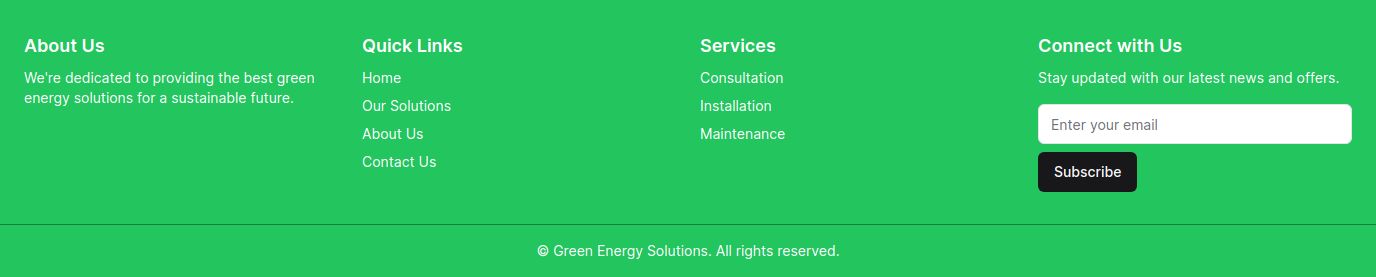 About Us
We're dedicated to providing the best green
energy solutions for a sustainable future.
Quick Links
Home
Our Solutions
About Us
Contact Us
Services
Consultation
Installation
Maintenance
Connect with Us
Stay updated with our latest news and offers.
Enter your email
Subscribe
© Green Energy Solutions. All rights reserved.